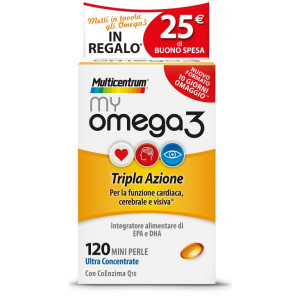 Metti in tavola
gli Omega3
IN
REGALO*
25€
di
BUONO SPESA
NUOVO
FORMATO
10 GIORNI
OMAGGIO**
Multicentrum®
my
omega3
Tripla Azione
Per la funzione cardiaca,
cerebrale e visiva*
Integratore alimentare di
EPA e DHA
120 MINI PERLE
Ultra Concentrate
Con CoEnzima Q10